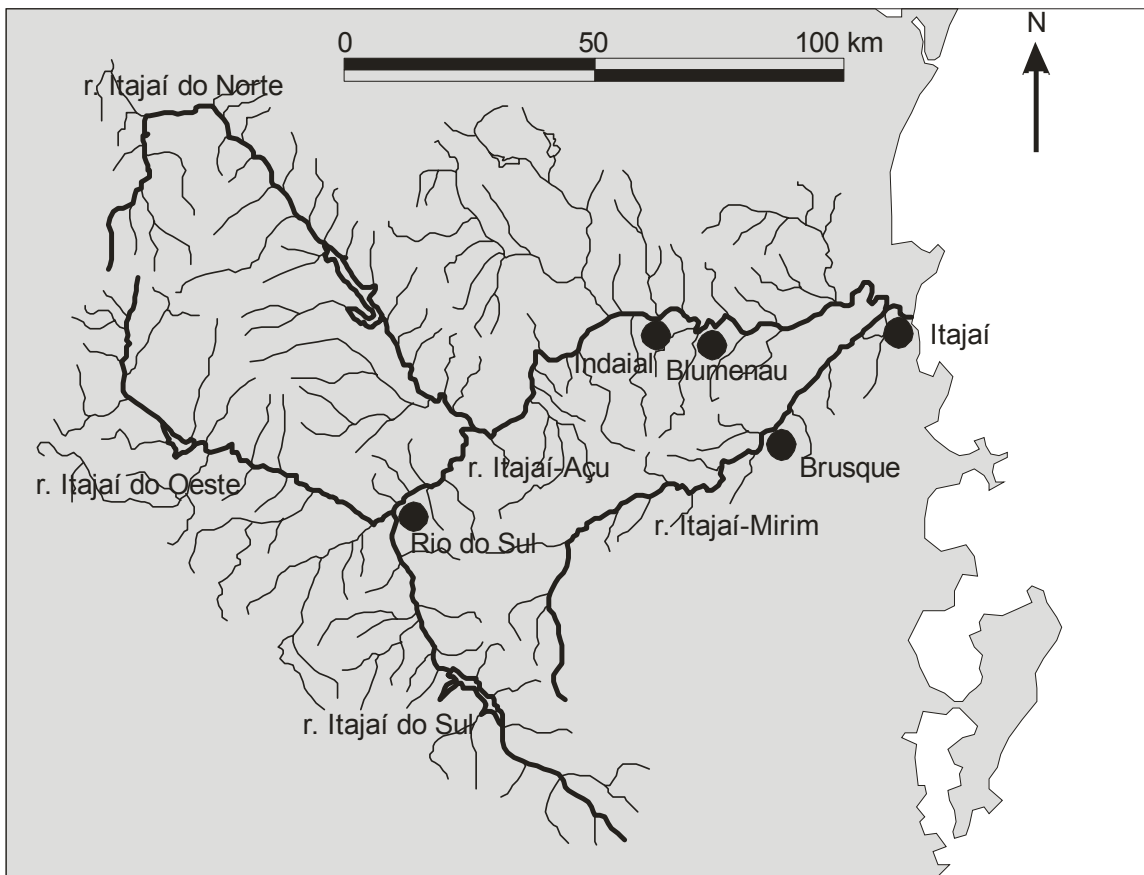 0 50 100 km
N
r. Itajaí do Norte
Itajaí
Indaial
Blumenau
r. Itajaí-Açu
Brusque
r. Itajaí do Oeste
r. Itajaí-Mirim
Rio do Sul
r. Itajaí do Sul